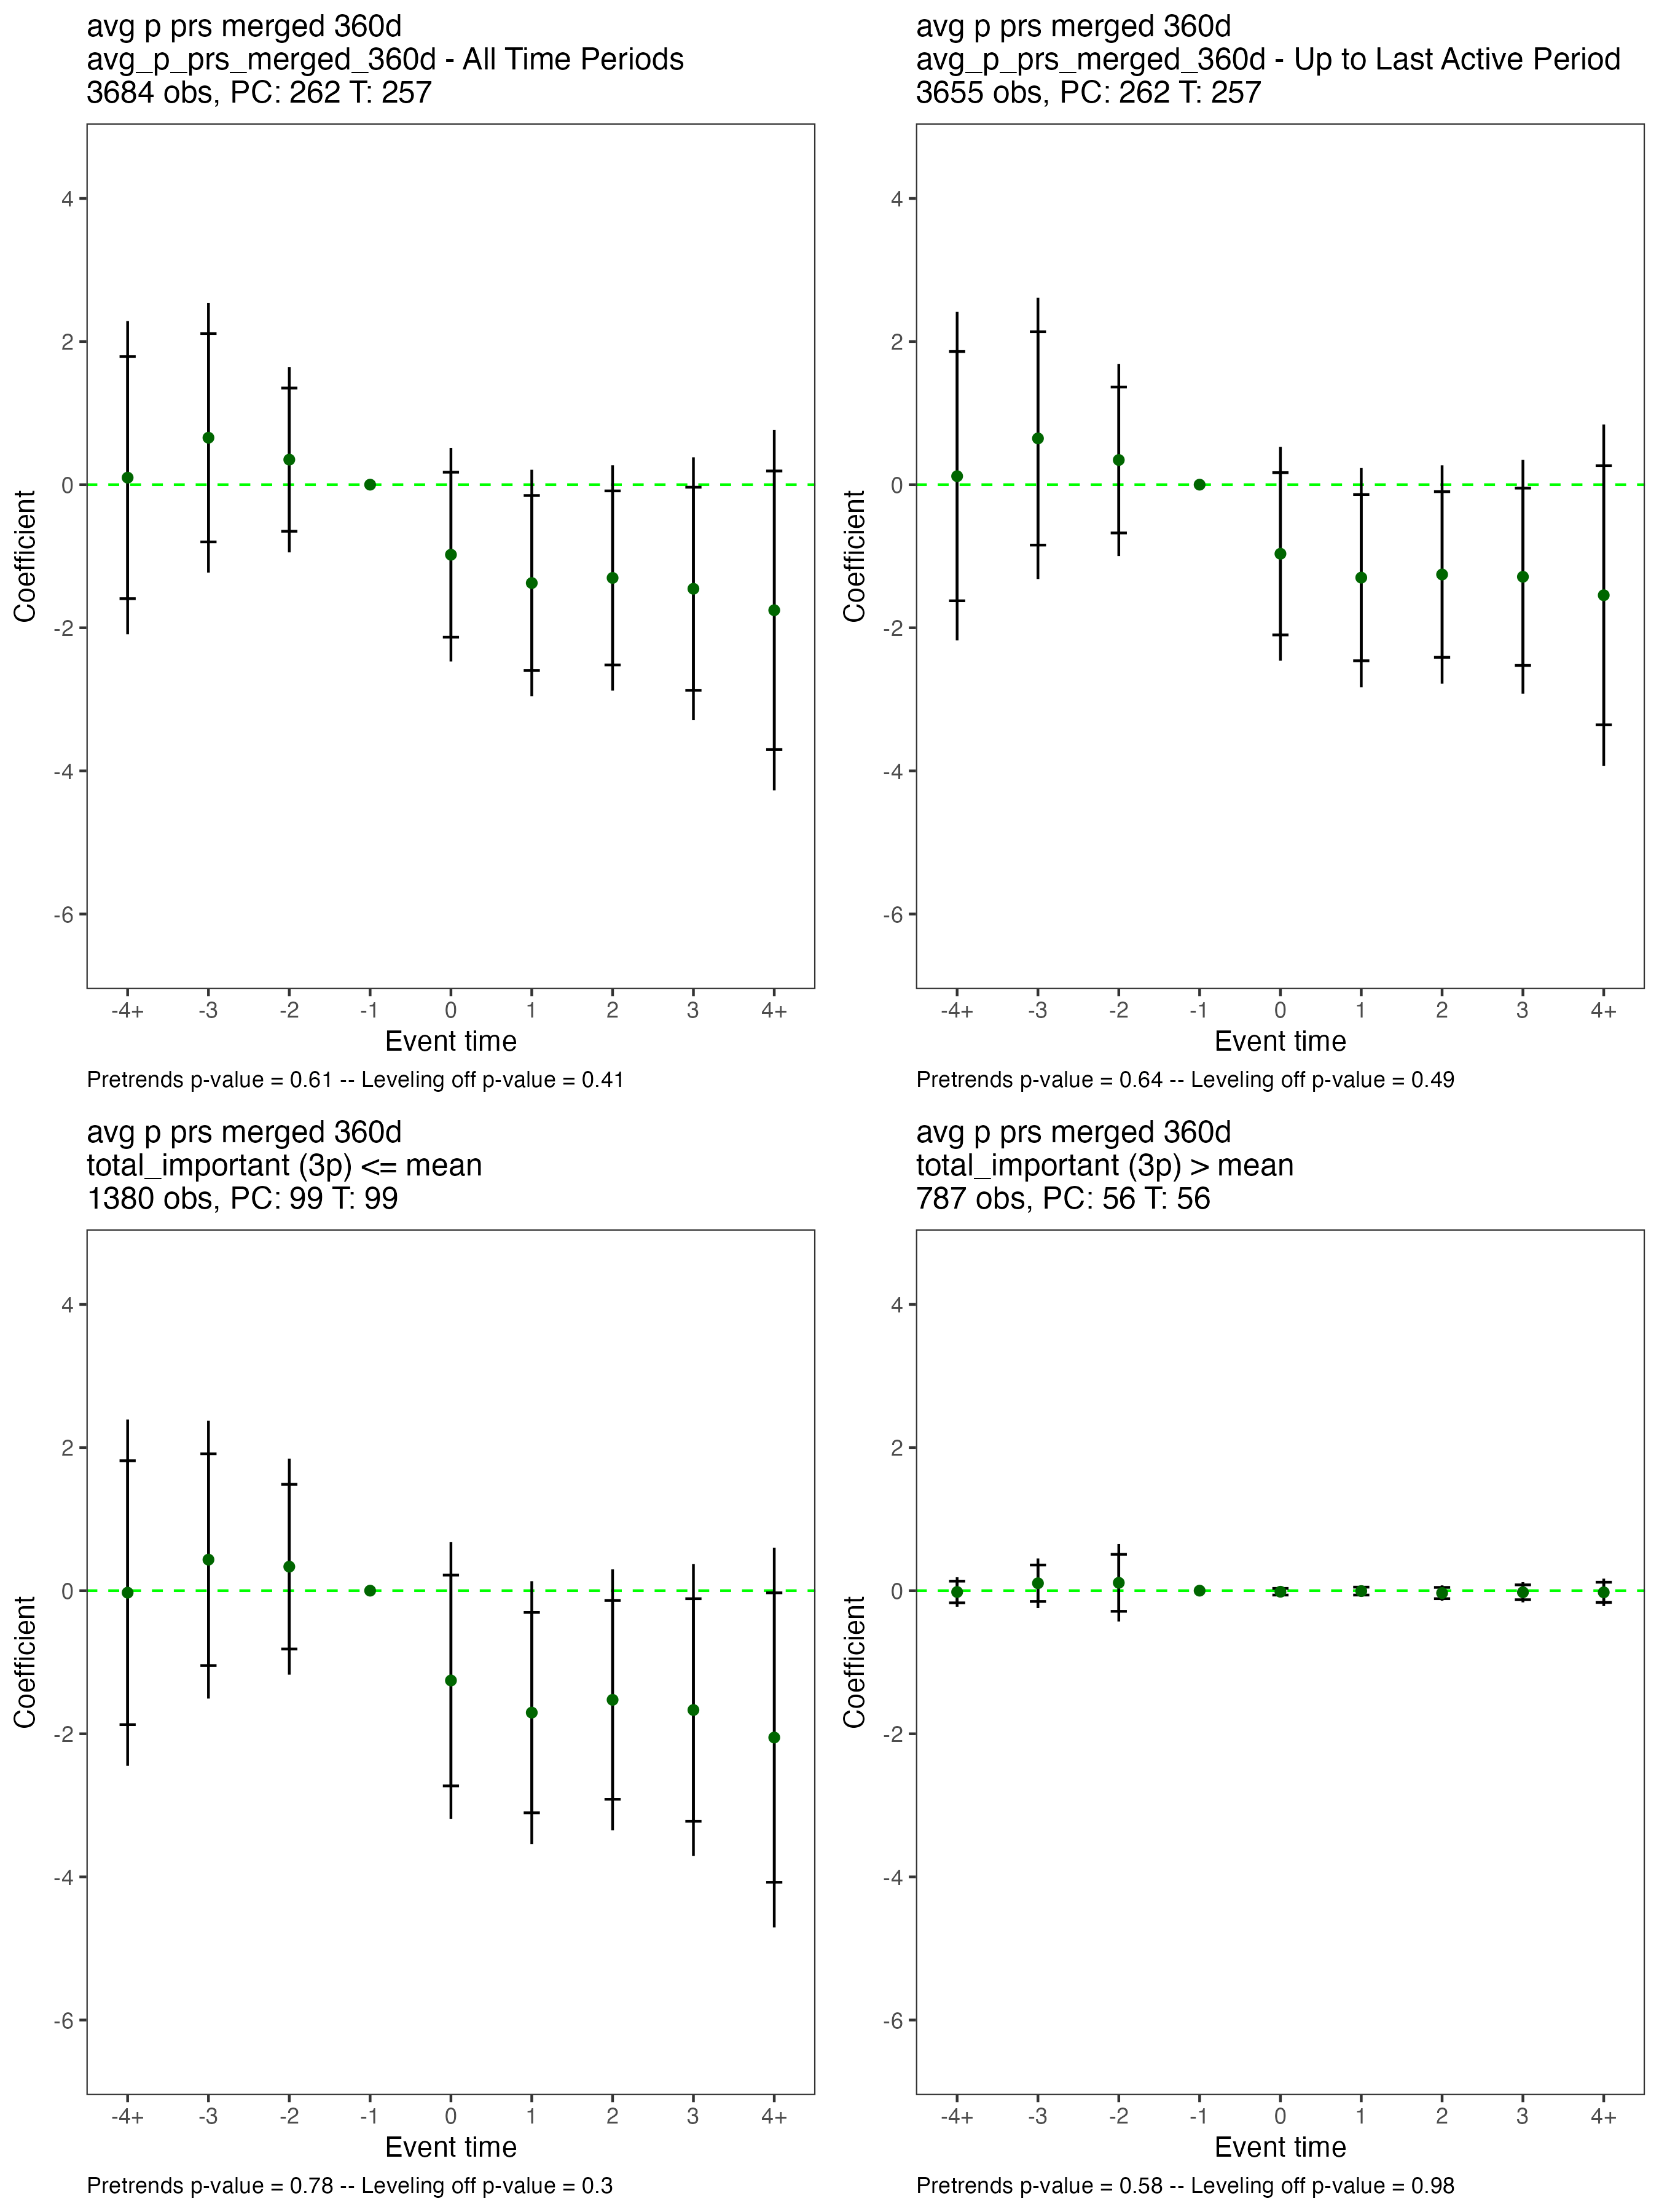 avg p prs merged 360d
avg_p_prs_merged_360d - All Time Periods
3684 obs, PC: 262 T: 257
4
2
0
-2
-4
-6
Coefficient
-4+ -3 -2 -1 0 1 2 3 4+
Event time
Pretrends p-value = 0.61 -- Leveling off p-value = 0.41
avg p prs merged 360d
avg_p_prs_merged_360d - Up to Last Active Period
3655 obs, PC: 262 T: 257
4
2
0
-2
-4
-6
Coefficient
-4+ -3 -2 -1 0 1 2 3 4+
Event time
Pretrends p-value = 0.64 -- Leveling off p-value = 0.49
avg p prs merged 360d
total_important (3p) <= mean
1380 obs, PC: 99 T: 99
4
2
0
-2
-4
-6
Coefficient
-4+ -3 -2 -1 0 1 2 3 4+
Event time
Pretrends p-value = 0.78 -- Leveling off p-value = 0.3
avg p prs merged 360d
total_important (3p) > mean
787 obs, PC: 56 T: 56
4
2
0
-2
-4
-6
Coefficient
-4+ -3 -2 -1 0 1 2 3 4+
Event time
Pretrends p-value = 0.58 -- Leveling off p-value = 0.98